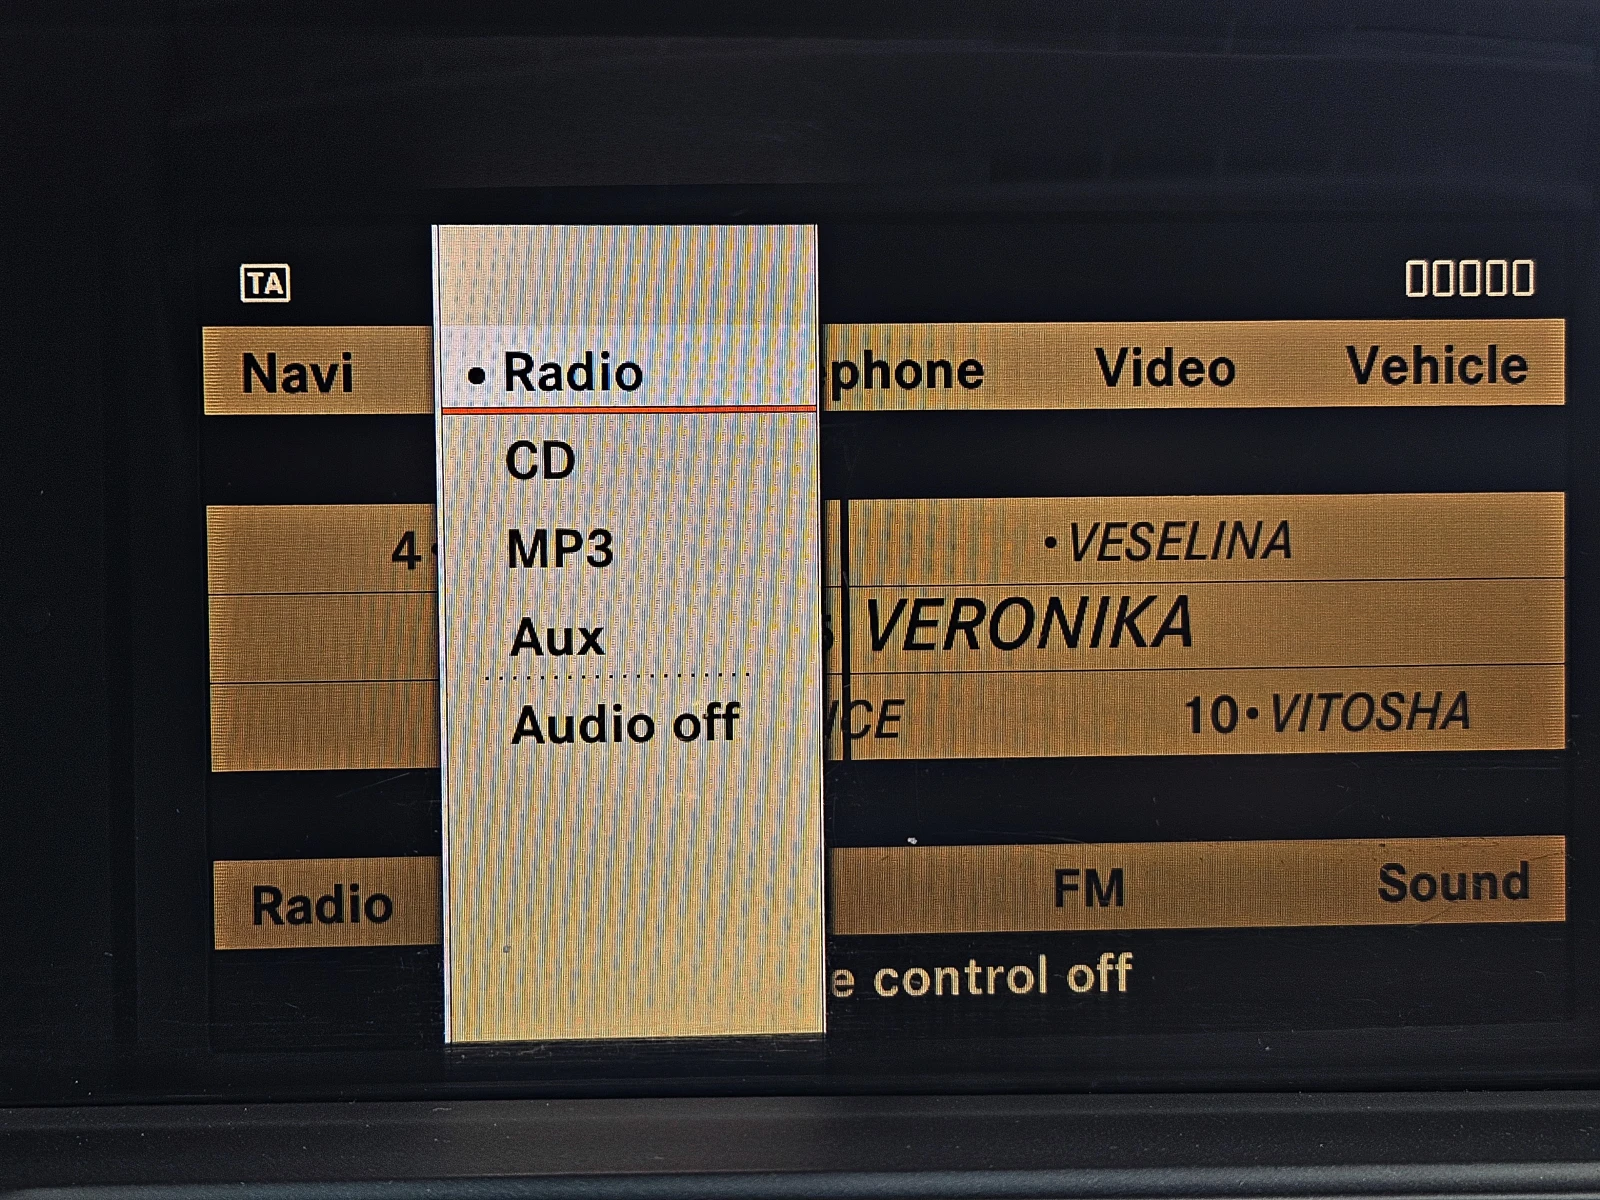 TA
Navi • Radio phone Video Vehicle
CD
4 MP3 • VESELINA
Aux VERONIKA
Audio off 10 • VITOSHA
Radio FM Sound
control off